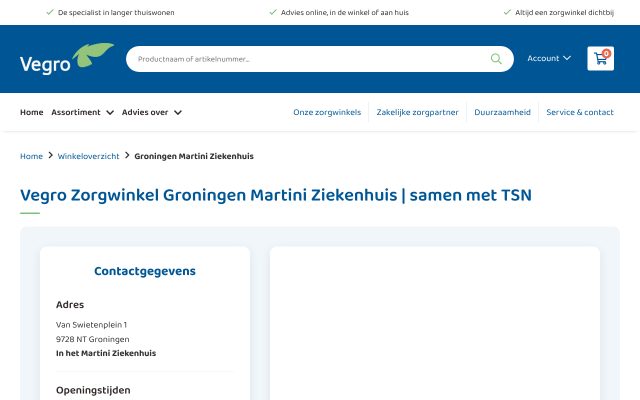 De specialist in langer thuiswonen
Advies online, in de winkel of aan huis
Altijd een zorgwinkel dichtbij
Vegro
Productnaam of artikelnummer...
Account
0
Home Assortiment Advies over
Onze zorgwinkels Zakelijke zorgpartner Duurzaamheid Service & contact
Home Winkeloverzicht Groningen Martini Ziekenhuis
Vegro Zorgwinkel Groningen Martini Ziekenhuis | samen met TSN
Contactgegevens
Adres
Van Swietenplein 1
9728 NT Groningen
In het Martini Ziekenhuis
Openingstijden